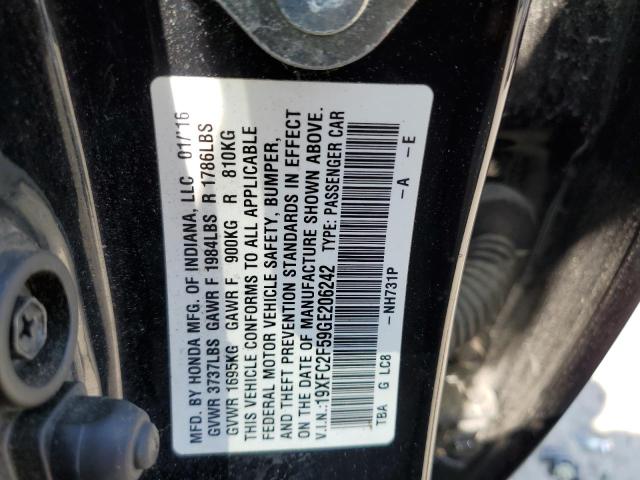 MFD. BY HONDA MFG. OF INDIANA, LLC 01/'16
GVWR 3737LBS GAWR F 1984LBS R 1786LBS
GVWR 1695KG GAWR F 900KG R 810KG
THIS VEHICLE CONFORMS TO ALL APPLICABLE
FEDERAL MOTOR VEHICLE SAFETY, BUMPER,
AND THEFT PREVENTION STANDARDS IN EFFECT
ON THE DATE OF MANUFACTURE SHOWN ABOVE.
V.I.N.:19XFC2F59GE206242 TYPE: PASSENGER CAR
NH731P
A E
TBA G LC8